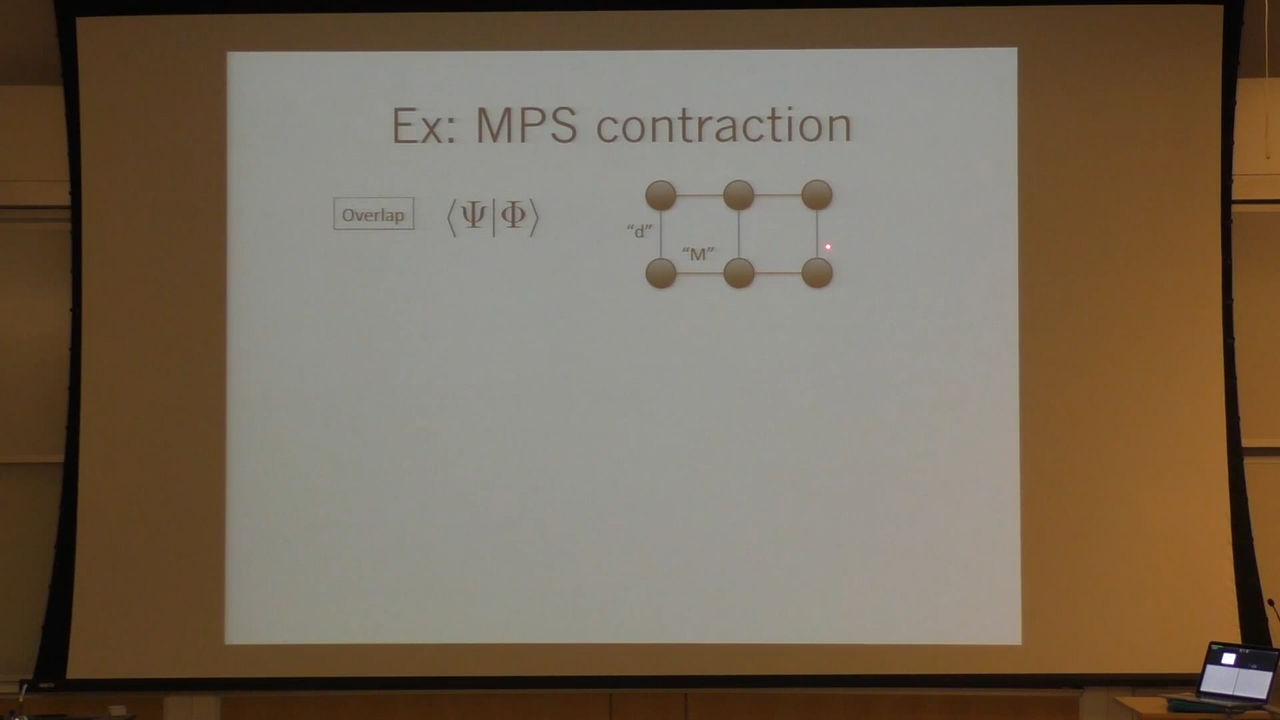 Ex: MPS contraction
Overlap ⟨Ψ|Φ⟩
“d”
“M”